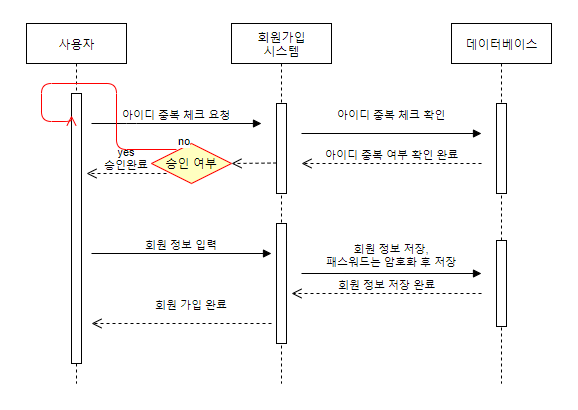 사용자
회원가입
시스템
데이터베이스
아이디 중복 체크 요청
아이디 중복 체크 확인
no
yes
승인완료
승인 여부
아이디 중복 여부 확인 완료
회원 정보 입력
회원 정보 저장,
패스워드는 암호화 후 저장
회원 정보 저장 완료
회원 가입 완료